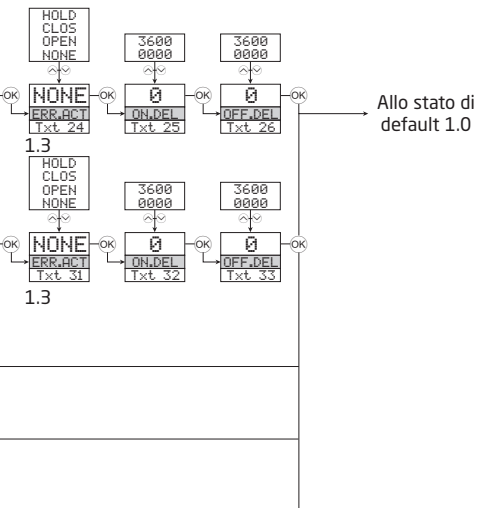 HOLD
CLOS
OPEN
NONE
3600
0000
3600
0000
OK NONE OK 0 OK 0 OK
ERR.ACT ON.DEL OFF.DEL
Txt 24 Txt 25 Txt 26
Allo stato di
default 1.0
1.3
HOLD
CLOS
OPEN
NONE
3600
0000
3600
0000
OK NONE OK 0 OK 0 OK
ERR.ACT ON.DEL OFF.DEL
Txt 31 Txt 32 Txt 33
1.3